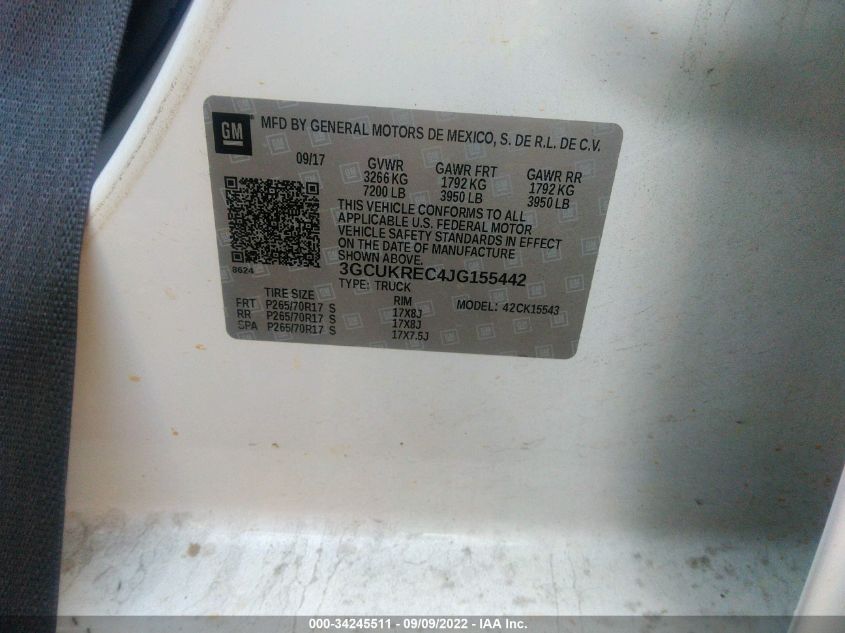 GM
MFD BY GENERAL MOTORS DE MEXICO, S. DE R.L. DE C.V.
09/17 GVWR GAWR FRT GAWR RR
3266 KG 1792 KG 1792 KG
7200 LB 3950 LB 3950 LB
THIS VEHICLE CONFORMS TO ALL
APPLICABLE U.S. FEDERAL MOTOR
VEHICLE SAFETY STANDARDS IN EFFECT
ON THE DATE OF MANUFACTURE
SHOWN ABOVE.
8624
3GCUKREC4JG155442
TYPE: TRUCK
TIRE SIZE RIM MODEL: 42CK15543
FRT P265/70R17 S 17X8J
RR P265/70R17 S 17X8J
SPA P265/70R17 S 17X7.5J
000-34245511 - 09/09/2022 - IAA Inc.